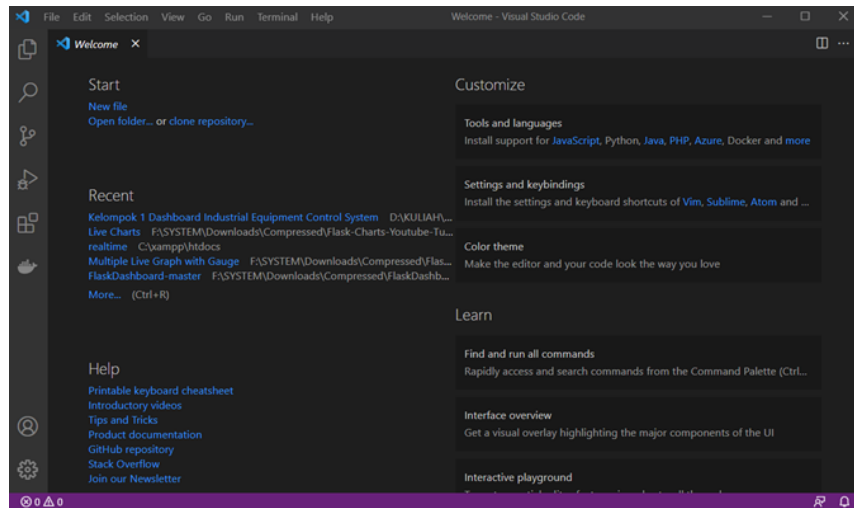 File Edit Selection View Go Run Terminal Help Welcome - Visual Studio Code
Welcome
Start
New file
Open folder... or clone repository...
Recent
Kelompok 1 Dashboard Industrial Equipment Control System D:\KULIAH\...
Live Charts F:\SYSTEM\Downloads\Compressed\Flask-Charts-Youtube-Tu...
realtime C:\xampp\htdocs
Multiple Live Graph with Gauge F:\SYSTEM\Downloads\Compressed\Flas...
FlaskDashboard-master F:\SYSTEM\Downloads\Compressed\FlaskDashb...
More... (Ctrl+R)
Help
Printable keyboard cheatsheet
Introductory videos
Tips and Tricks
Product documentation
GitHub repository
Stack Overflow
Join our Newsletter
Customize
Tools and languages
Install support for JavaScript, Python, Java, PHP, Azure, Docker and more
Settings and keybindings
Install the settings and keyboard shortcuts of Vim, Sublime, Atom and ...
Color theme
Make the editor and your code look the way you love
Learn
Find and run all commands
Rapidly access and search commands from the Command Palette (Ctrl...
Interface overview
Get a visual overlay highlighting the major components of the UI
Interactive playground
0 0